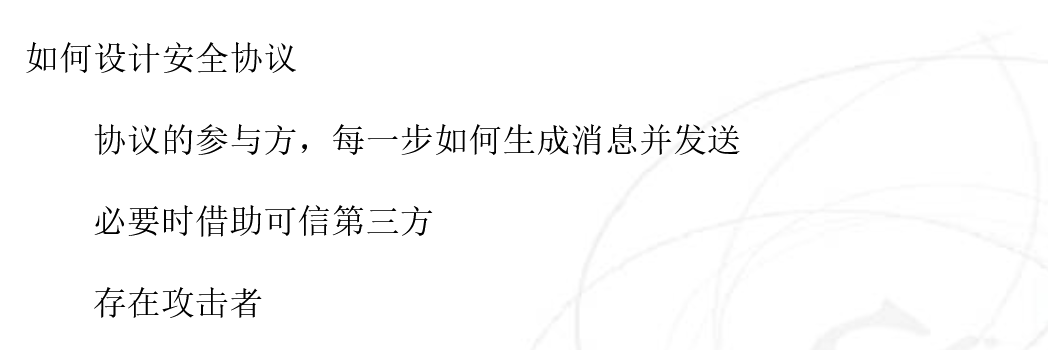 如何设计安全协议
协议的参与方，每一步如何生成消息并发送
必要时借助可信第三方
存在攻击者